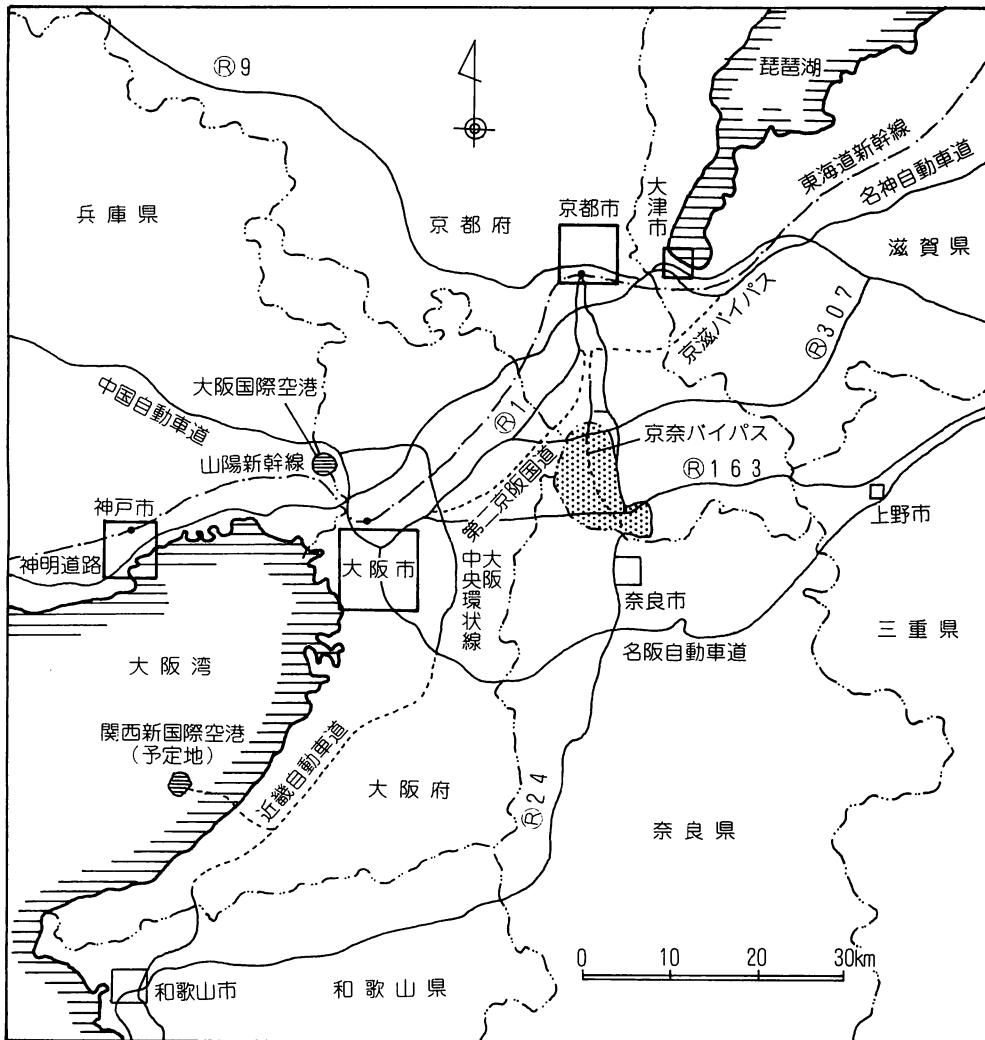 Ⓡ9
琵琶湖
東海道新幹線
名神自動車道
兵庫県
京都府
京都市
大津市
滋賀県
京滋バイパス
Ⓡ307
中国自動車道
大阪国際空港
Ⓡ1
京奈バイパス
山陽新幹線
Ⓡ163
第二京阪国道
上野市
神戸市
神明道路
大阪市
大阪
中央環状線
奈良市
三重県
名阪自動車道
大阪湾
関西新国際空港
(予定地)
近畿自動車道
大阪府
Ⓡ24
奈良県
0 10 20 30km
和歌山市
和歌山県